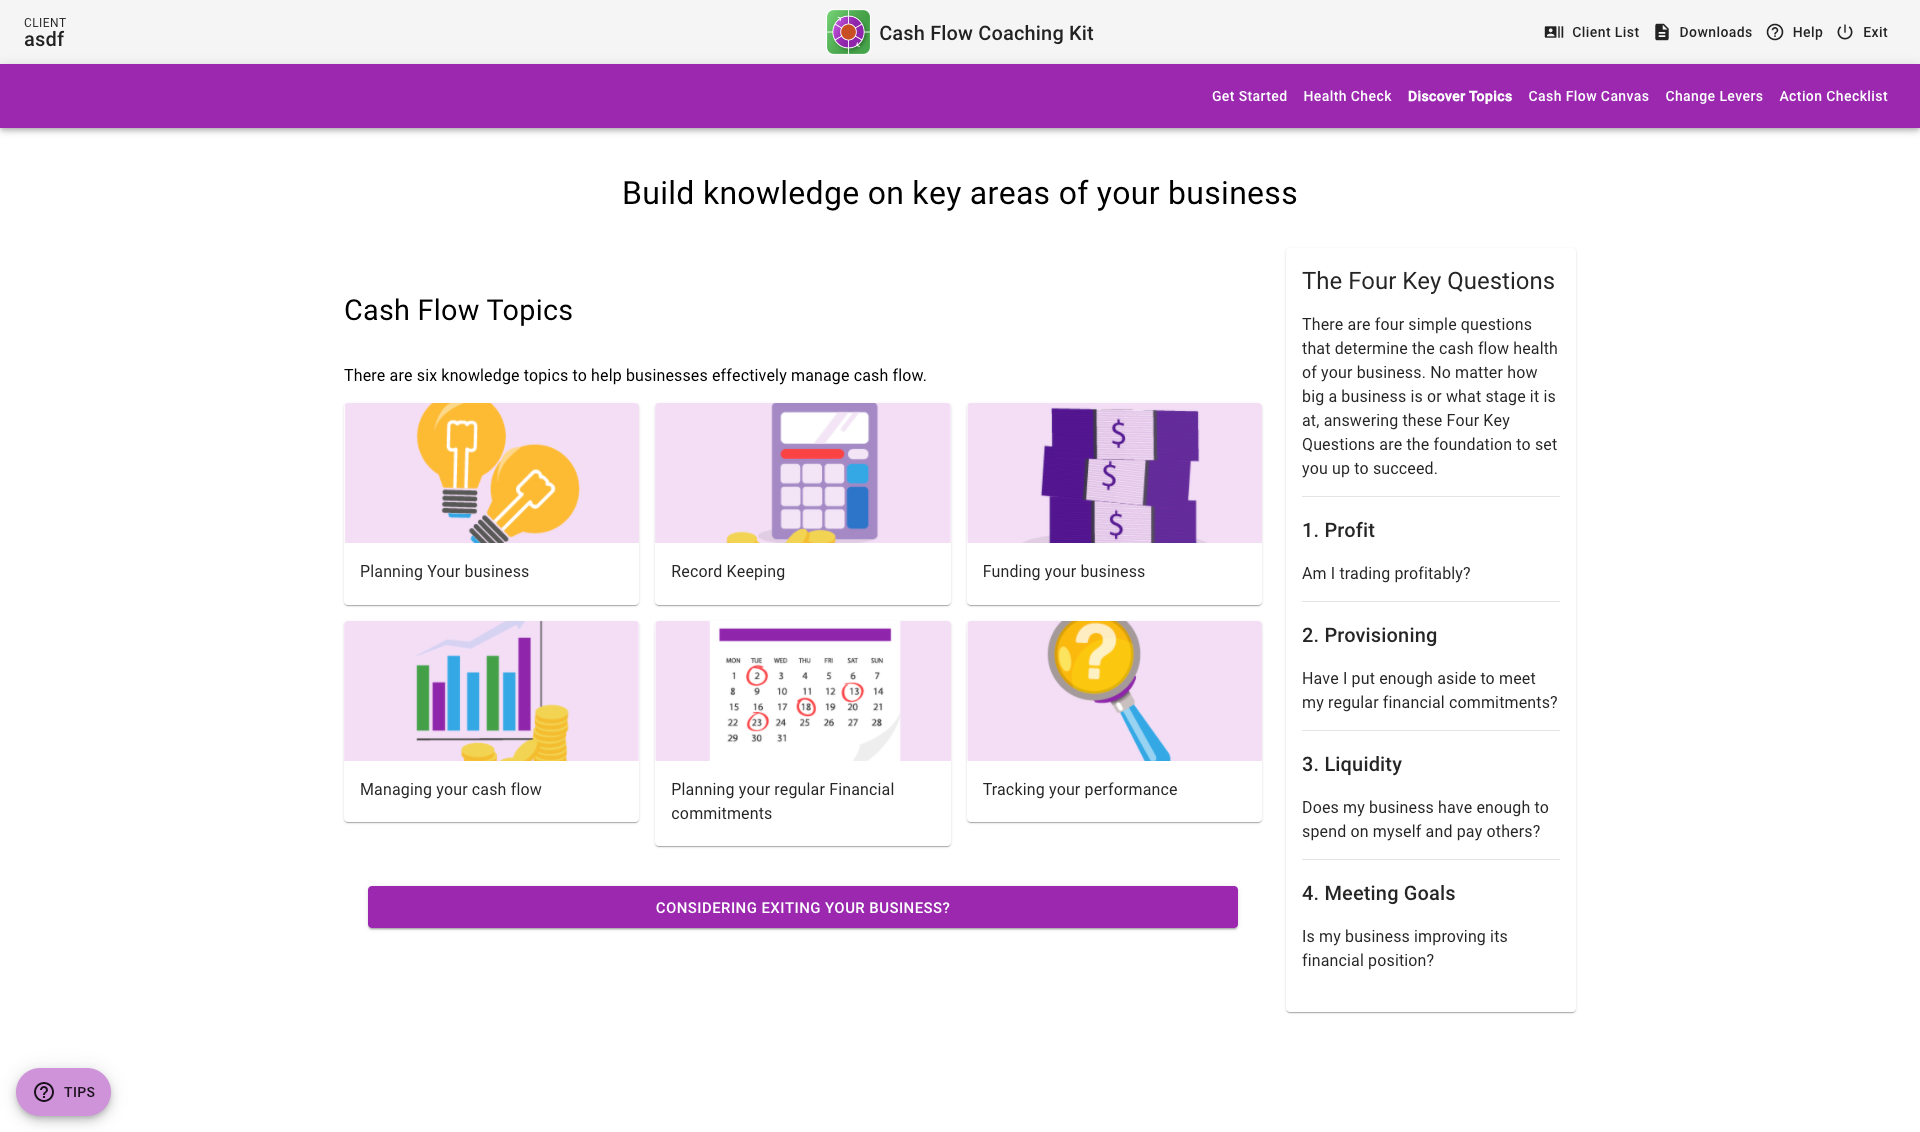 CLIENT
asdf
Cash Flow Coaching Kit
Client List
Downloads
Help
Exit
Get Started
Health Check
Discover Topics
Cash Flow Canvas
Change Levers
Action Checklist
Build knowledge on key areas of your business
Cash Flow Topics
There are six knowledge topics to help businesses effectively manage cash flow.
$
$
$
Planning Your business
Record Keeping
Funding your business
MON TUE WED THU FRI SAT SUN
1 2 3 4 5 6 7
8 9 10 11 12 13 14
15 16 17 18 19 20 21
22 23 24 25 26 27 28
29 30 31
?
Managing your cash flow
Planning your regular Financial
commitments
Tracking your performance
CONSIDERING EXITING YOUR BUSINESS?
The Four Key Questions
There are four simple questions
that determine the cash flow health
of your business. No matter how
big a business is or what stage it is
at, answering these Four Key
Questions are the foundation to set
you up to succeed.
1. Profit
Am I trading profitably?
2. Provisioning
Have I put enough aside to meet
my regular financial commitments?
3. Liquidity
Does my business have enough to
spend on myself and pay others?
4. Meeting Goals
Is my business improving its
financial position?
TIPS